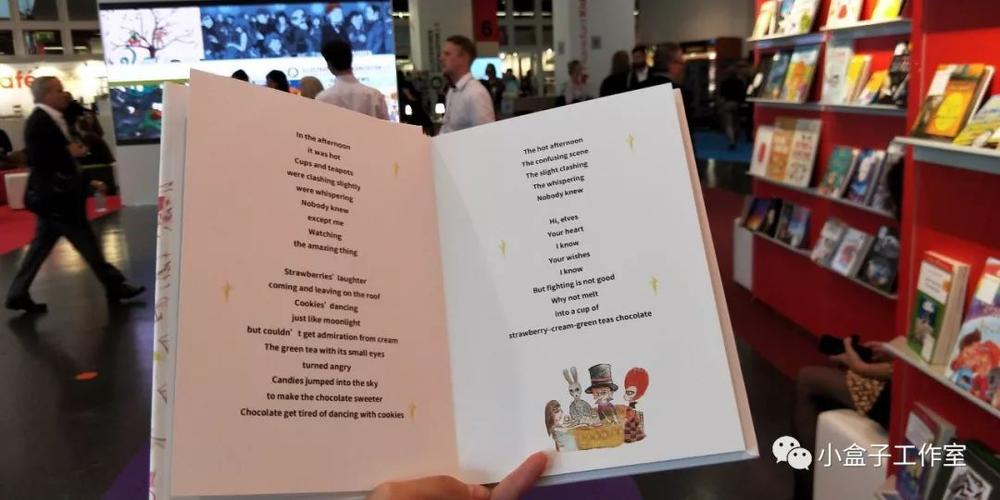 afé
6
In the afternoon
it was hot
Cups and teapots
were clashing slightly
were whispering
Nobody knew
except me
Watching
the amazing thing
Strawberries' laughter
coming and leaving on the roof
Cookies' dancing
just like moonlight
but couldn' t get admiration from cream
The green tea with its small eyes
turned angry
Candies jumped into the sky
to make the chocolate sweeter
Chocolate get tired of dancing with cookies
The hot afternoon
The confusing scene
The slight clashing
The whispering
Nobody knew
Hi, elves
Your heart
I know
Your wishes
I know
But fighting is not good
Why not melt
Into a cup of
strawberry-cream-green teas chocolate
小盒子工作室